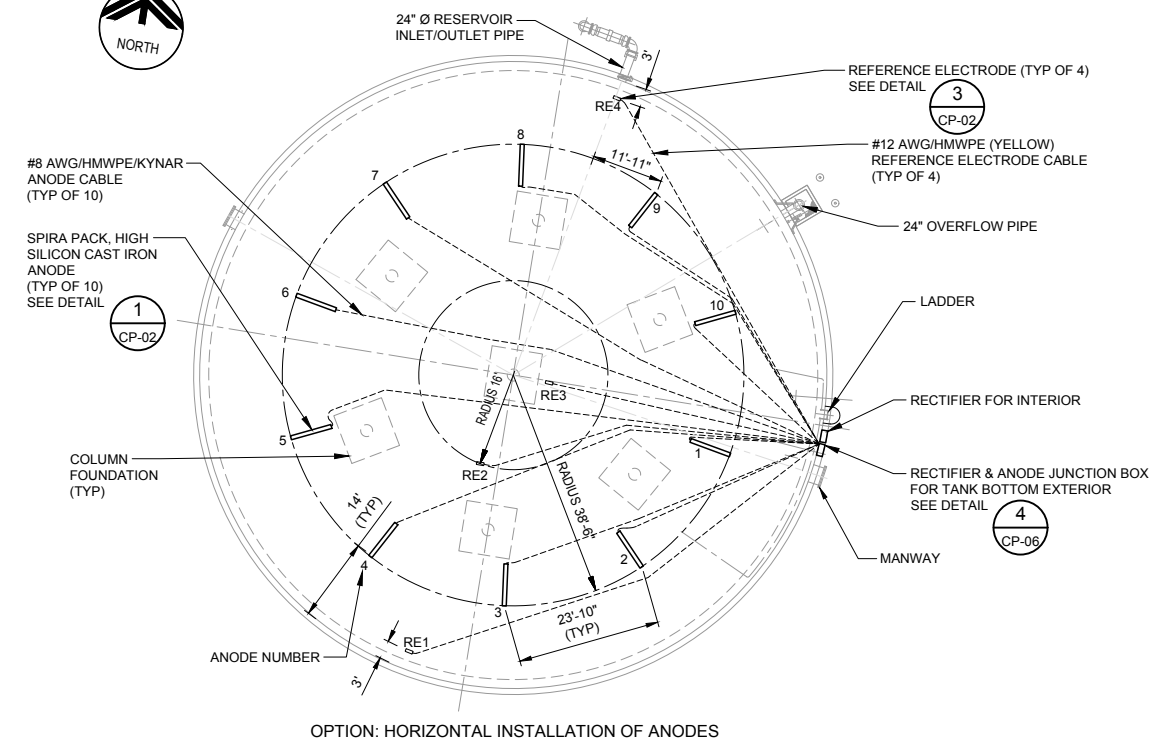 NORTH
24" Ø RESERVOIR
INLET/OUTLET PIPE
3'
REFERENCE ELECTRODE (TYP OF 4)
SEE DETAIL
3
CP-02
RE4
#12 AWG/HMWPE (YELLOW)
REFERENCE ELECTRODE CABLE
(TYP OF 4)
8
11'-11"
#8 AWG/HMWPE/KYNAR
ANODE CABLE
(TYP OF 10)
7
9
24" OVERFLOW PIPE
SPIRA PACK, HIGH
SILICON CAST IRON
ANODE
(TYP OF 10)
SEE DETAIL
1
CP-02
6
10
LADDER
RADIUS 16'
RE3
RECTIFIER FOR INTERIOR
5
1
COLUMN
FOUNDATION
(TYP)
RE2
RADIUS 38'-6"
RECTIFIER & ANODE JUNCTION BOX
FOR TANK BOTTOM EXTERIOR
SEE DETAIL
4
CP-06
14'
(TYP)
4
2
MANWAY
3
23'-10"
(TYP)
RE1
ANODE NUMBER
3'
OPTION: HORIZONTAL INSTALLATION OF ANODES